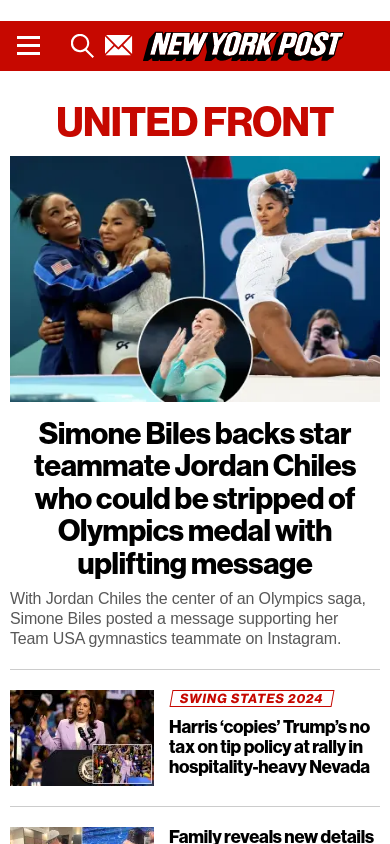 NEW YORK POST
UNITED FRONT
24
Simone Biles backs star
teammate Jordan Chiles
who could be stripped of
Olympics medal with
uplifting message
With Jordan Chiles the center of an Olympics saga,
Simone Biles posted a message supporting her
Team USA gymnastics teammate on Instagram.
SWING STATES 2024
Harris ‘copies’ Trump’s no
tax on tip policy at rally in
hospitality-heavy Nevada
Family reveals new details